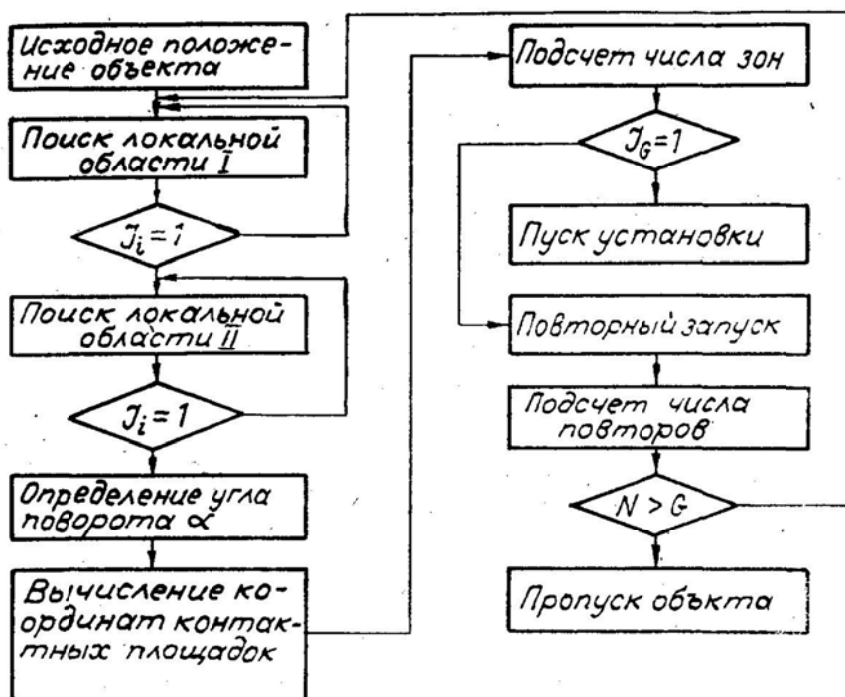 Исходное положе-
ние объекта
Поиск локальной
области I
J_i = 1
Поиск локальной
области II
J_i = 1
Определение угла
поворота α
Вычисление ко-
ординат контак-
тных площадок
Подсчет числа зон
J_G = 1
Пуск установки
Повторный запуск
Подсчет числа
повторов
N > G
Пропуск объкта